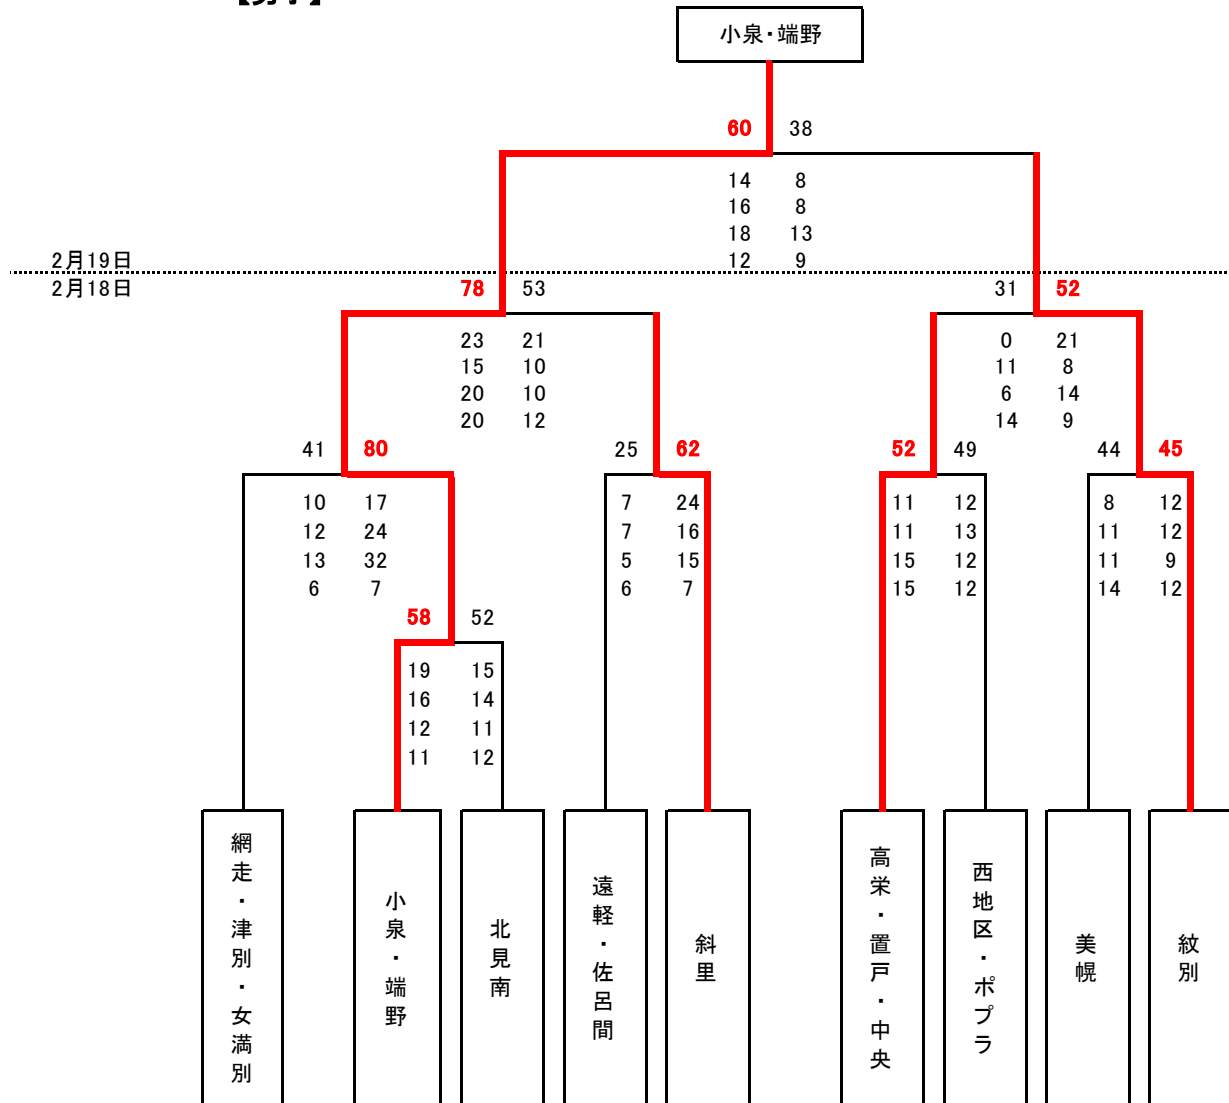 【男子】
小泉・端野
60 38
14 8
16 8
18 13
12 9
2月19日
2月18日
78 53 31 52
23 21 0 21
15 10 11 8
20 10 6 14
20 12 14 9
41 80 25 62 52 49 44 45
10 17 7 24 11 12 8 12
12 24 7 16 11 13 11 12
13 32 5 15 15 12 11 9
6 7 6 7 15 12 14 12
58 52
19 15
16 14
12 11
11 12
網走・津別・女満別
小泉・端野
北見南
遠軽・佐呂間
斜里
高栄・置戸・中央
西地区・ポプラ
美幌
紋別